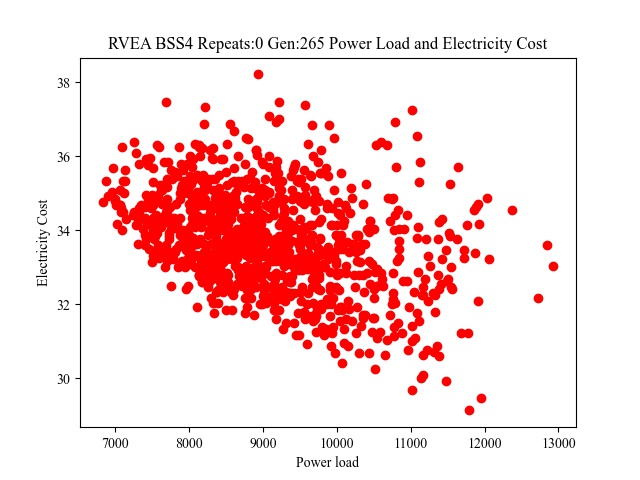 RVEA BSS4 Repeats:0 Gen:265 Power Load and Electricity Cost
38
36
34
32
30
Electricity Cost
7000 8000 9000 10000 11000 12000 13000
Power load